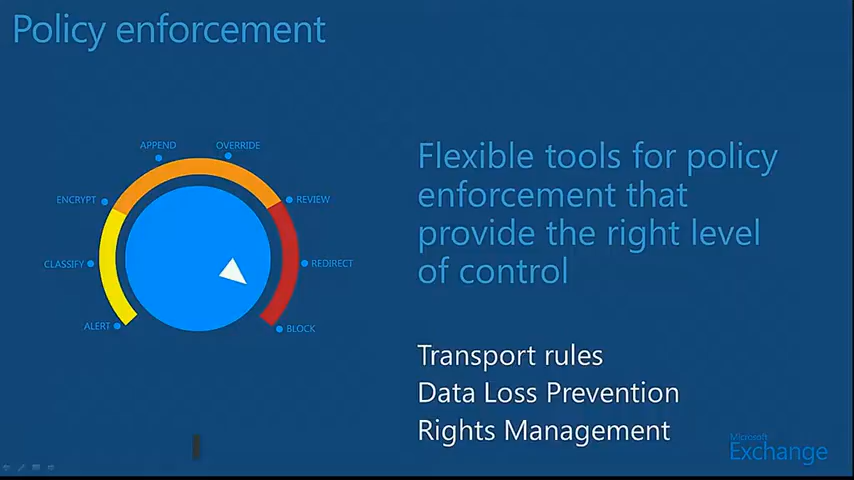 Policy enforcement
APPEND
OVERRIDE
ENCRYPT
REVIEW
CLASSIFY
REDIRECT
ALERT
BLOCK
Flexible tools for policy
enforcement that
provide the right level
of control
Transport rules
Data Loss Prevention
Rights Management
Microsoft
Exchange